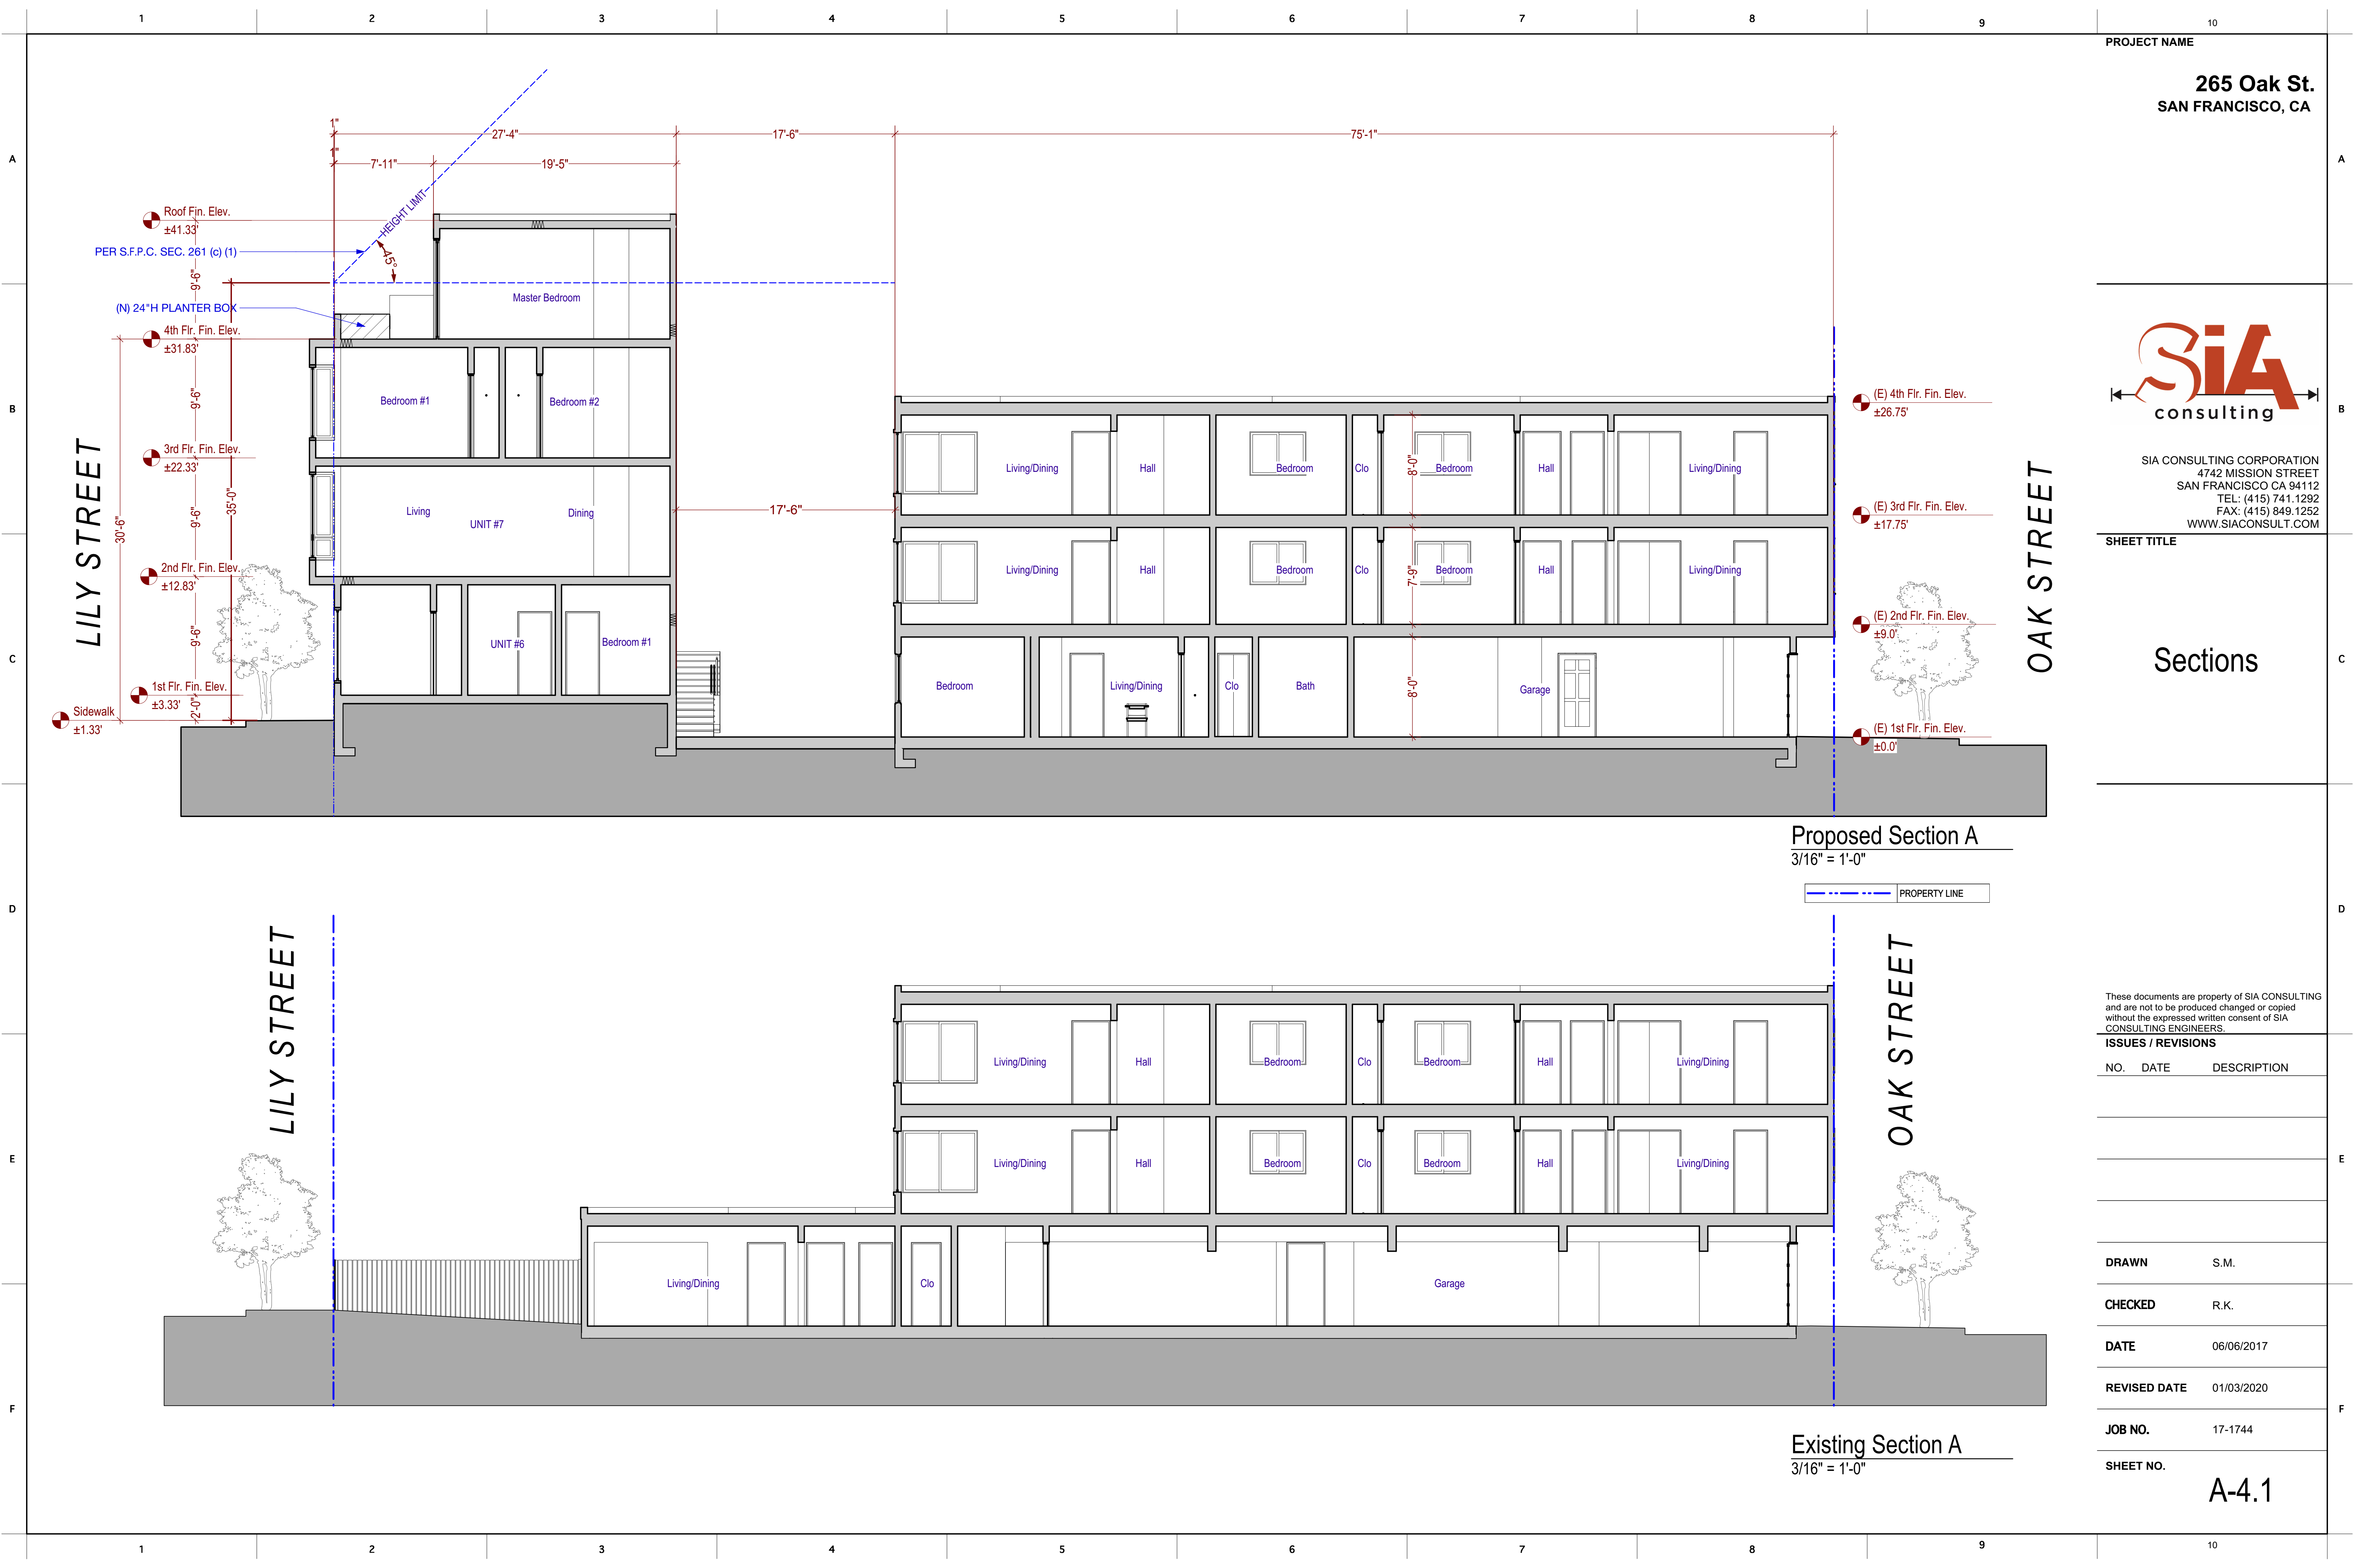 1 2 3 4 5 6 7 8 9 10
PROJECT NAME
265 Oak St.
SAN FRANCISCO, CA
SiA
consulting
SIA CONSULTING CORPORATION
4742 MISSION STREET
SAN FRANCISCO CA 94112
TEL: (415) 741.1292
FAX: (415) 849.1252
WWW.SIACONSULT.COM
SHEET TITLE
Sections
These documents are property of SIA CONSULTING
and are not to be produced changed or copied
without the expressed written consent of SIA
CONSULTING ENGINEERS.
ISSUES / REVISIONS
NO. DATE DESCRIPTION
DRAWN S.M.
CHECKED R.K.
DATE 06/06/2017
REVISED DATE 01/03/2020
JOB NO. 17-1744
SHEET NO.
A-4.1
A
B
C
D
E
F
A
B
C
D
E
F
1"
27'-4"
17'-6"
75'-1"
1"
7'-11"
19'-5"
HEIGHT LIMIT
45°
Roof Fin. Elev.
±41.33'
PER S.F.P.C. SEC. 261 (c) (1)
9'-6"
(N) 24"H PLANTER BOX
4th Flr. Fin. Elev.
±31.83'
9'-6"
3rd Flr. Fin. Elev.
±22.33'
35'-0"
9'-6"
30'-6"
2nd Flr. Fin. Elev.
±12.83'
9'-6"
1st Flr. Fin. Elev.
±3.33'
2'-0"
Sidewalk
±1.33'
LILY STREET
Master Bedroom
Bedroom #1
Bedroom #2
Living
UNIT #7
Dining
UNIT #6
Bedroom #1
17'-6"
Living/Dining Hall Bedroom Clo Bedroom Hall Living/Dining
8'-0"
Living/Dining Hall Bedroom Clo Bedroom Hall Living/Dining
7'-9"
Bedroom Living/Dining Clo Bath Garage
8'-0"
(E) 4th Flr. Fin. Elev.
±26.75'
(E) 3rd Flr. Fin. Elev.
±17.75'
(E) 2nd Flr. Fin. Elev.
±9.0'
(E) 1st Flr. Fin. Elev.
±0.0'
OAK STREET
Proposed Section A
3/16" = 1'-0"
PROPERTY LINE
LILY STREET
OAK STREET
Living/Dining Hall Bedroom Clo Bedroom Hall Living/Dining
Living/Dining Hall Bedroom Clo Bedroom Hall Living/Dining
Living/Dining Clo Garage
Existing Section A
3/16" = 1'-0"
1 2 3 4 5 6 7 8 9 10